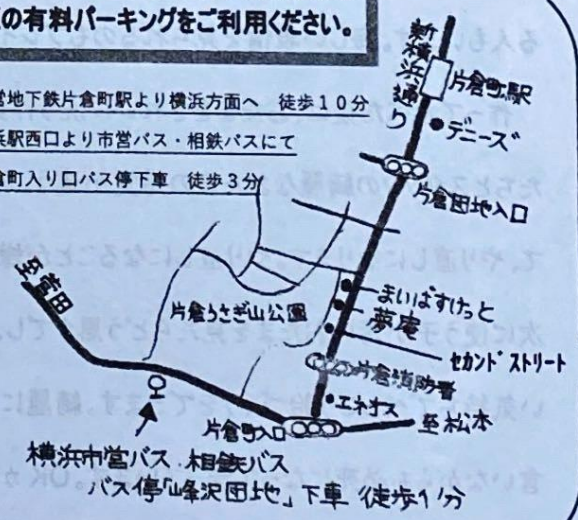 の有料パーキングをご利用ください。
営地下鉄片倉町駅より横浜方面へ 徒歩10分
浜駅西口より市営バス・相鉄バスにて
倉町入り口バス停下車 徒歩3分
新横浜通り
片倉町駅
デニーズ
片倉団地入口
至菅田
まいばすけっと
夢庵
片倉うさぎ山公園
セカンドストリート
片倉消防署
エネオス
片倉町入口
至松本
横浜市営バス・相鉄バス
バス停「峰沢団地」下車 徒歩1分